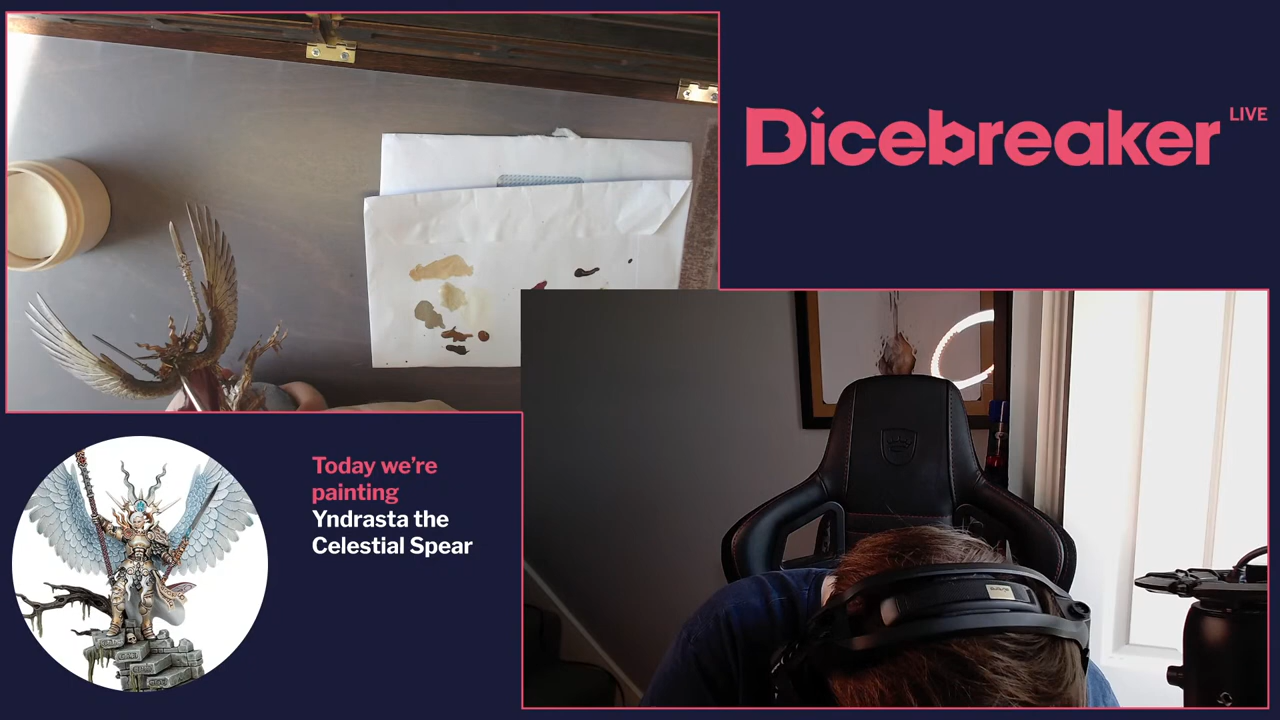 Dicebreaker LIVE
Today we're
painting
Yndrasta the
Celestial Spear